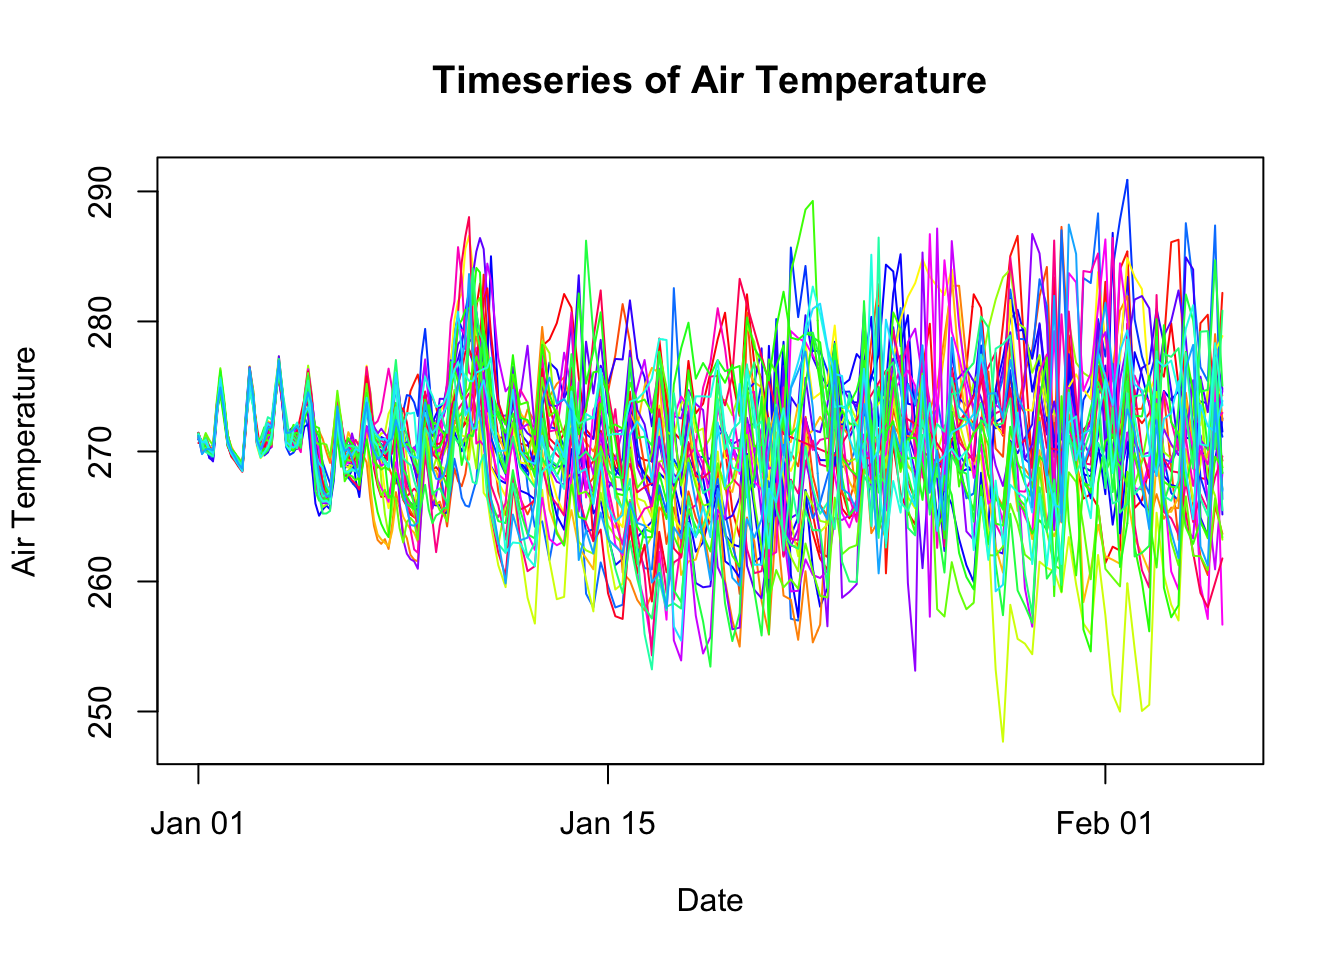 Timeseries of Air Temperature
Air Temperature
290
280
270
260
250
Jan 01
Jan 15
Feb 01
Date